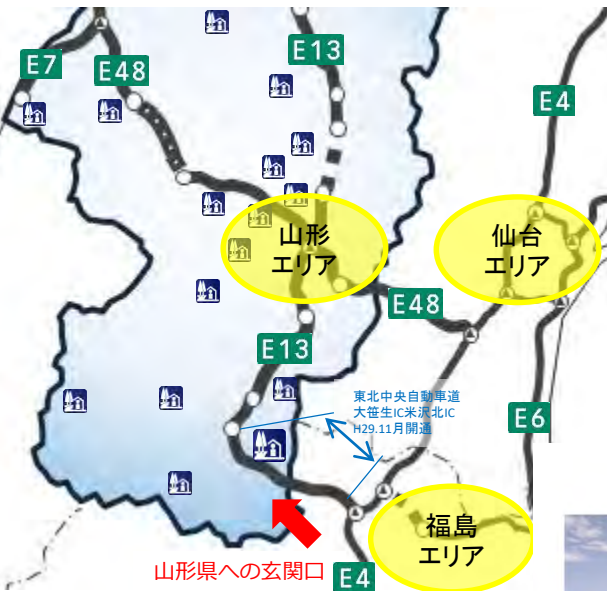 E7
E48
E13
E4
山形
エリア
仙台
エリア
E48
E13
東北中央自動車道
大笹生IC米沢北IC
H29.11月開通
E6
福島
エリア
山形県への玄関口
E4